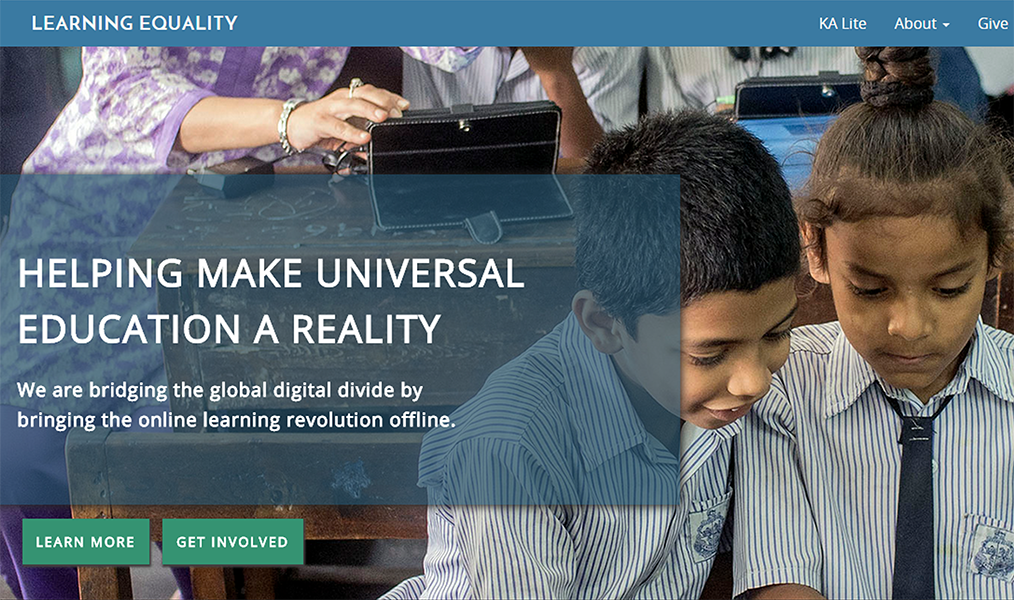 LEARNING EQUALITY
KA Lite About Give
HELPING MAKE UNIVERSAL
EDUCATION A REALITY
We are bridging the global digital divide by
bringing the online learning revolution offline.
LEARN MORE GET INVOLVED